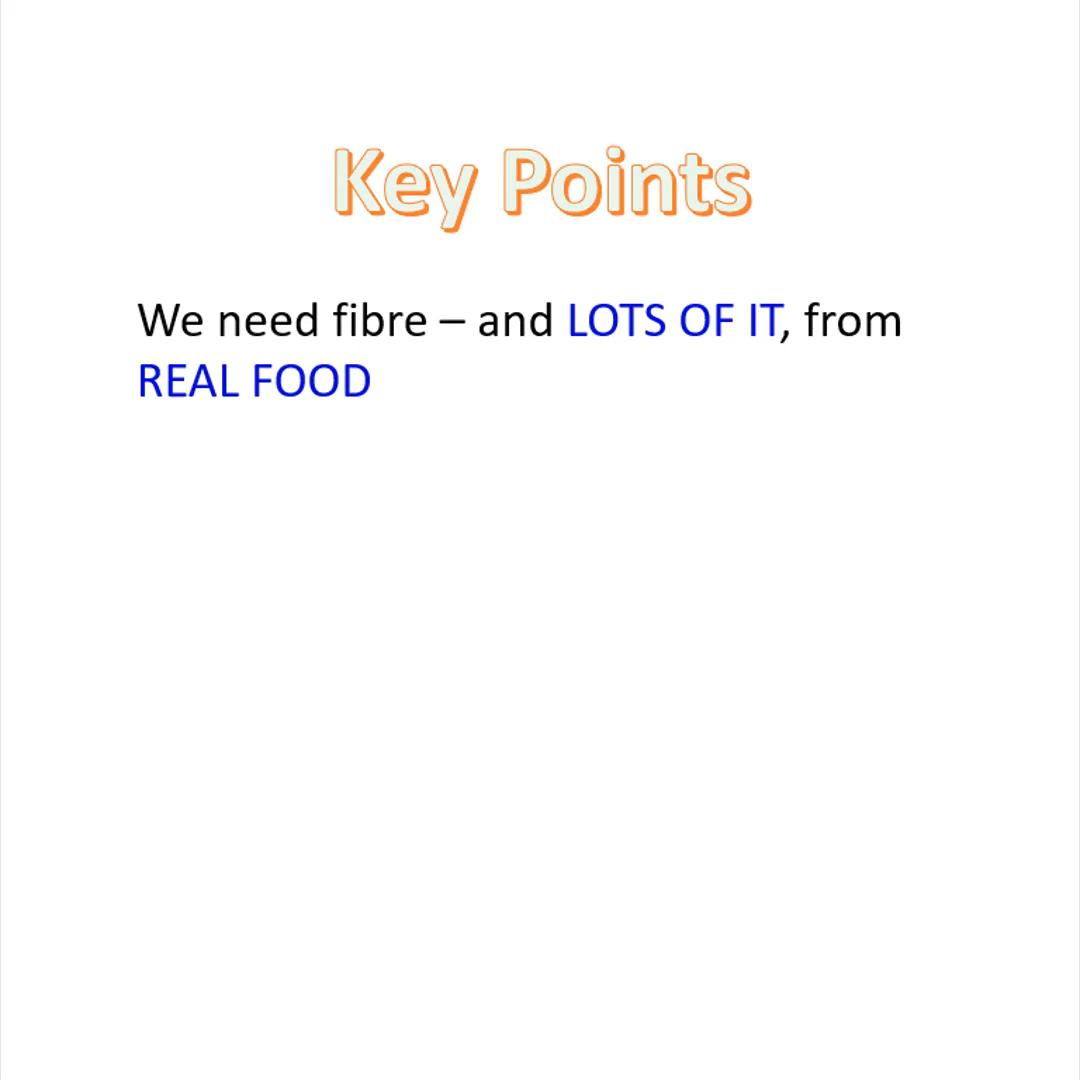 Key Points
We need fibre – and LOTS OF IT, from
REAL FOOD